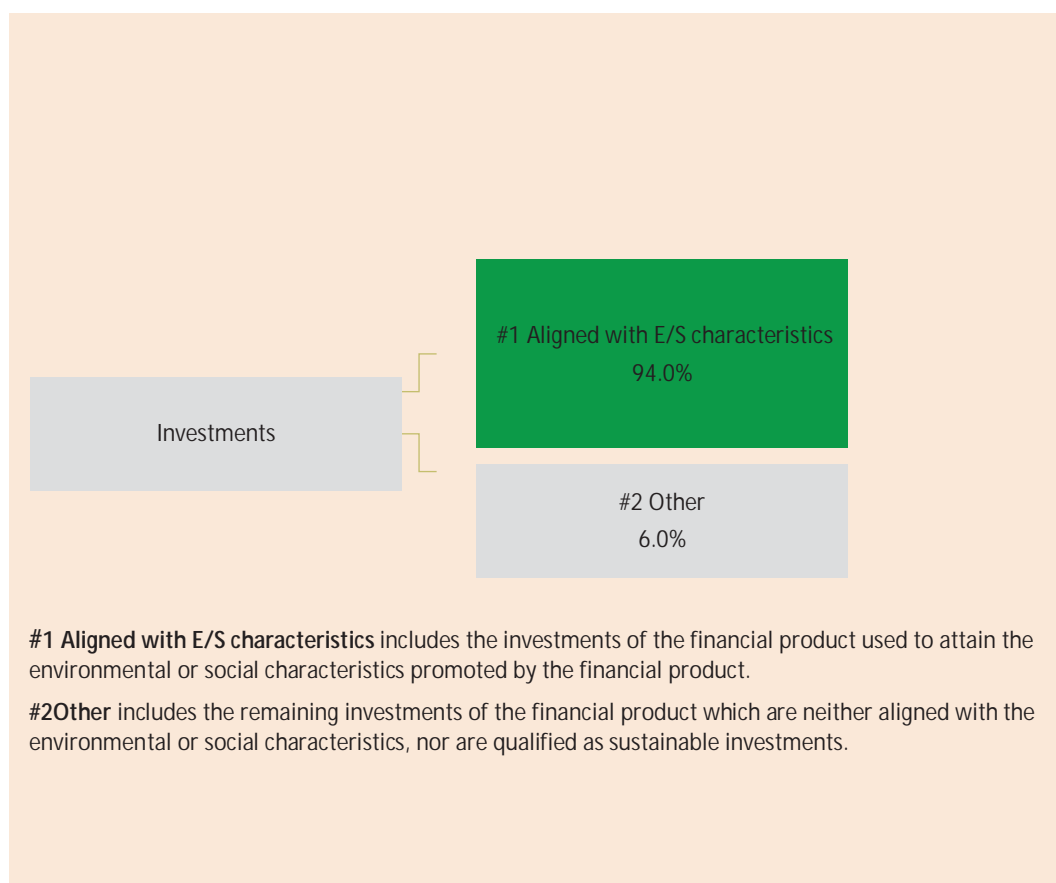 #1 Aligned with E/S characteristics
94.0%
Investments
#2 Other
6.0%
#1 Aligned with E/S characteristics includes the investments of the financial product used to attain the
environmental or social characteristics promoted by the financial product.
#2Other includes the remaining investments of the financial product which are neither aligned with the
environmental or social characteristics, nor are qualified as sustainable investments.